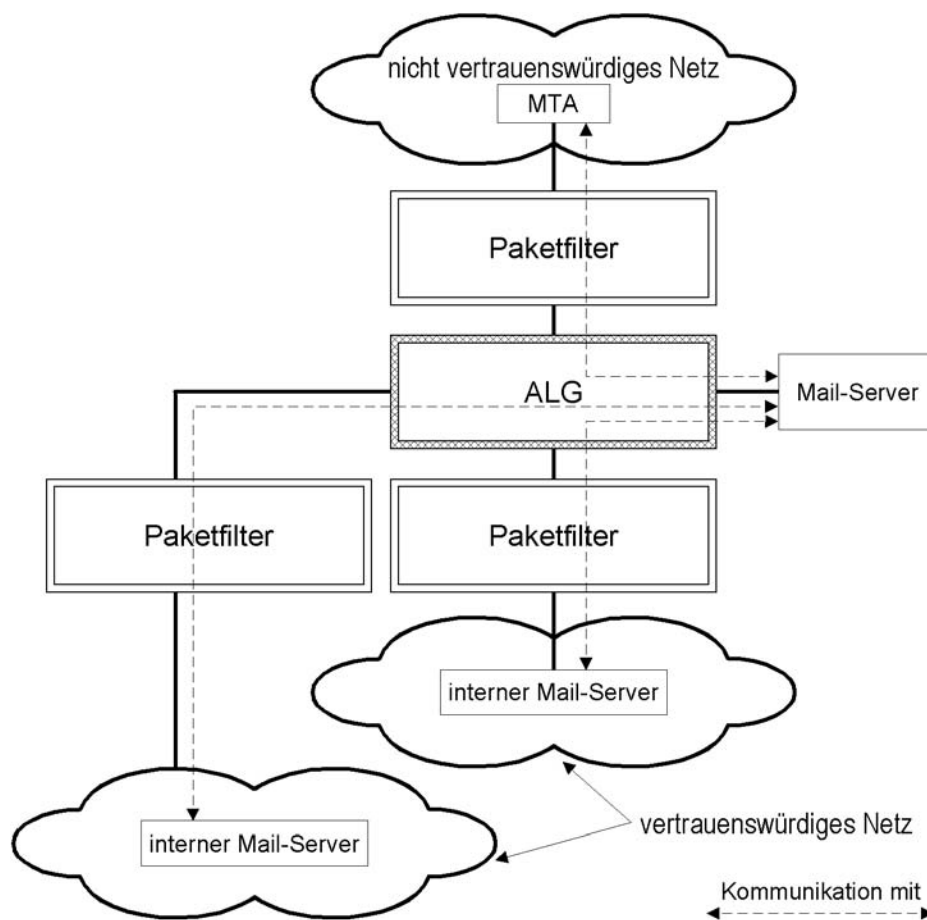 nicht vertrauenswürdiges Netz
MTA
Paketfilter
ALG
Mail-Server
Paketfilter
Paketfilter
interner Mail-Server
interner Mail-Server
vertrauenswürdiges Netz
Kommunikation mit